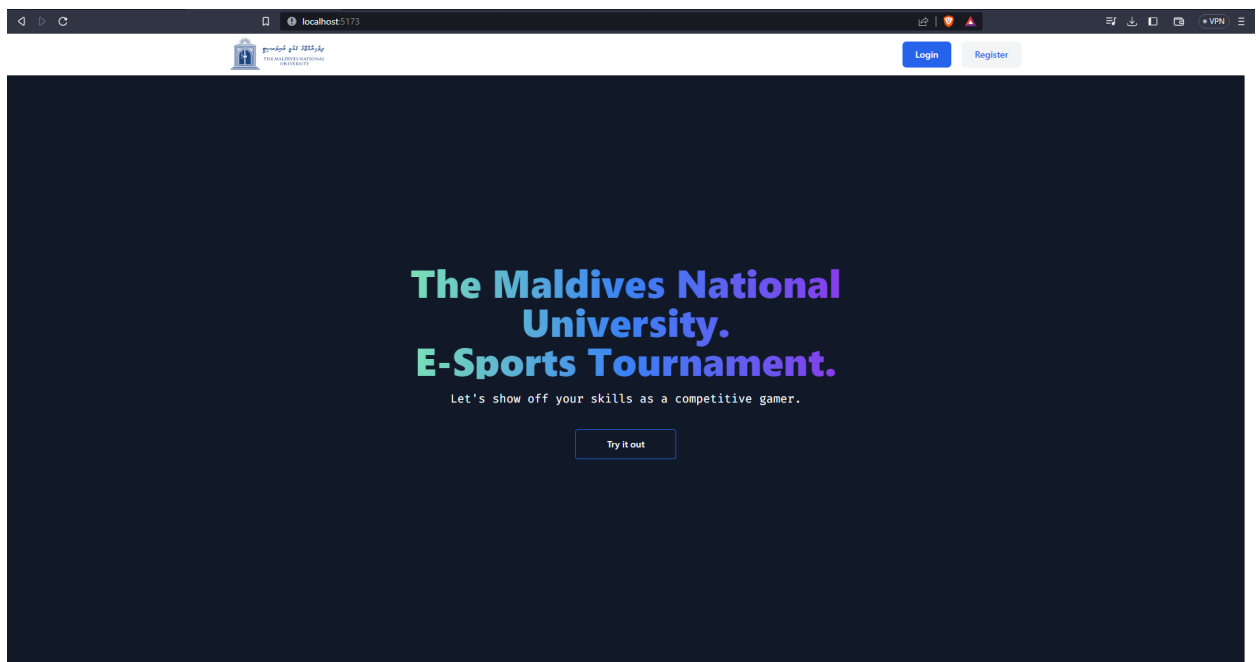 localhost:5173
VPN
THE MALDIVES NATIONAL
UNIVERSITY
Login
Register
The Maldives National
University.
E-Sports Tournament.
Let's show off your skills as a competitive gamer.
Try it out